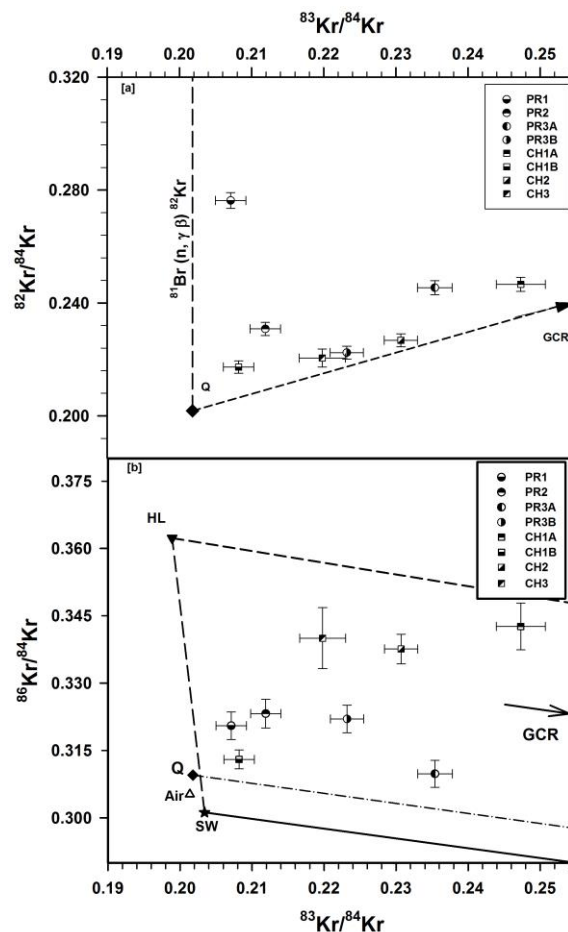 ⁸³Kr/⁸⁴Kr
0.19 0.20 0.21 0.22 0.23 0.24 0.25
0.320
[a]
PR1
PR2
PR3A
PR3B
CH1A
CH1B
CH2
CH3
0.280
⁸¹Br (n, γ β) ⁸²Kr
⁸²Kr/⁸⁴Kr
0.240
GCR
Q
0.200
[b]
0.375
PR1
PR2
PR3A
PR3B
CH1A
CH1B
CH2
CH3
HL
0.360
0.345
⁸⁶Kr/⁸⁴Kr
0.330
GCR
0.315
Q
Air
0.300
SW
0.19 0.20 0.21 0.22 0.23 0.24 0.25
⁸³Kr/⁸⁴Kr